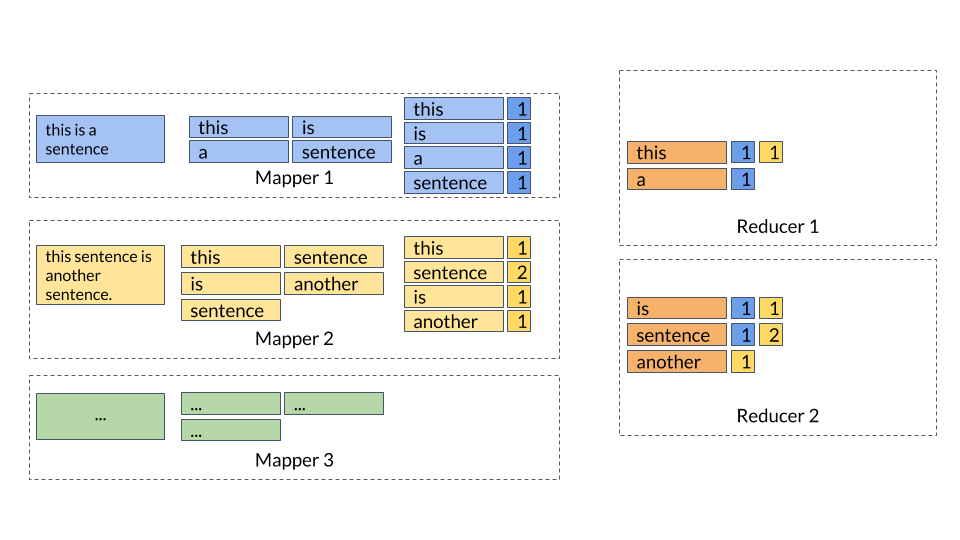 this is a
sentence
this is
a sentence
this 1
is 1
a 1
sentence 1
Mapper 1
this sentence is
another
sentence.
this sentence
is another
sentence
this 1
sentence 2
is 1
another 1
Mapper 2
...
... ...
...
Mapper 3
this 1 1
a 1
Reducer 1
is 1 1
sentence 1 2
another 1
Reducer 2